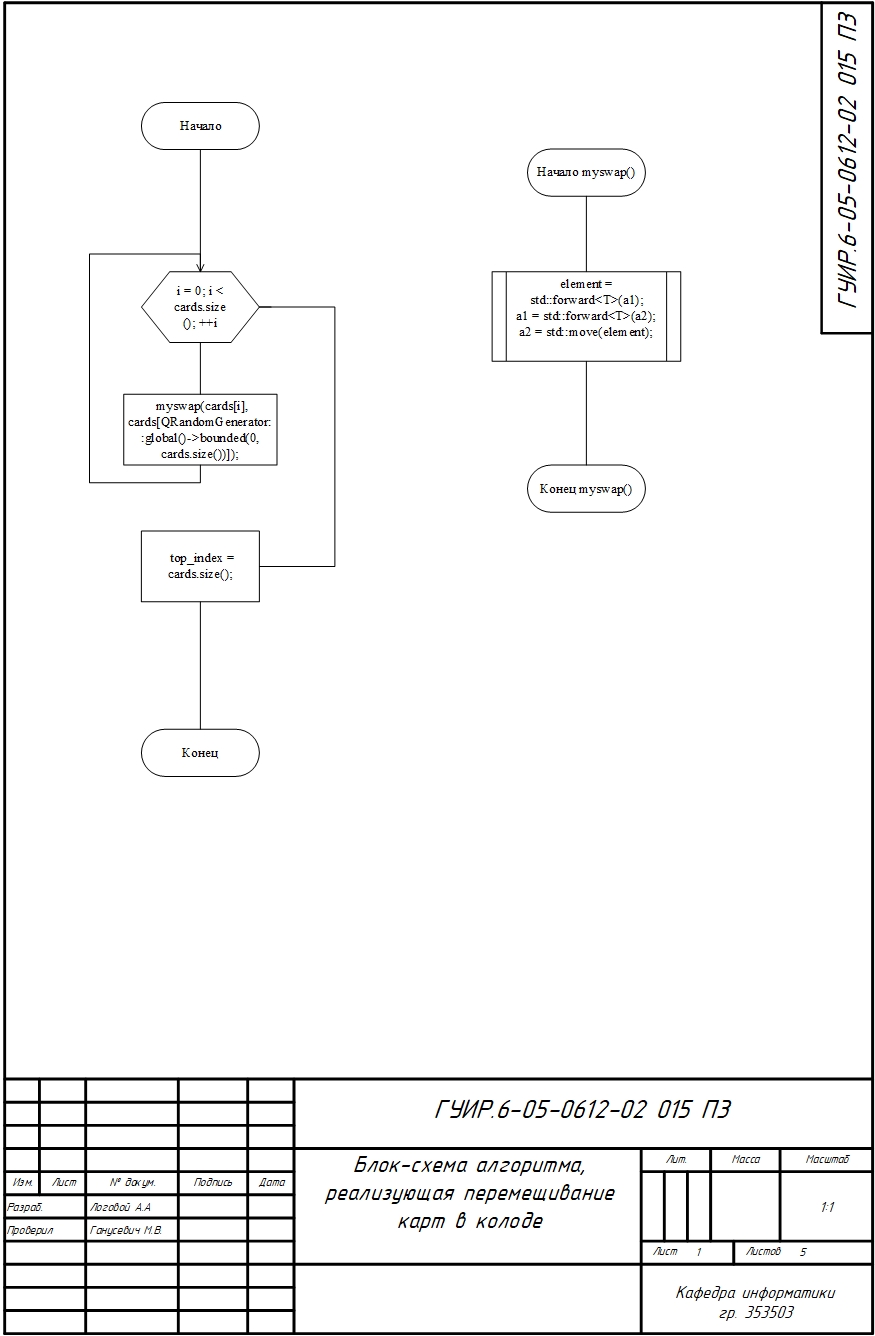 ГУИР.6-05-0612-02 015 ПЗ
Начало
i = 0; i <
cards.size
(); ++i
myswap(cards[i],
cards[QRandomGenerator:
:global()->bounded(0,
cards.size())]);
top_index =
cards.size();
Конец
Начало myswap()
element =
std::forward<T>(a1);
a1 = std::forward<T>(a2);
a2 = std::move(element);
Конец myswap()
ГУИР.6-05-0612-02 015 ПЗ
Блок-схема алгоритма,
реализующая перемещивание
карт в колоде
Изм. Лист № докум. Подпись Дата
Разраб. Логовой А.А
Проверил Ганусевич М.В.
Лит. Масса Масштаб
1:1
Лист 1 Листов 5
Кафедра информатики
гр. 353503